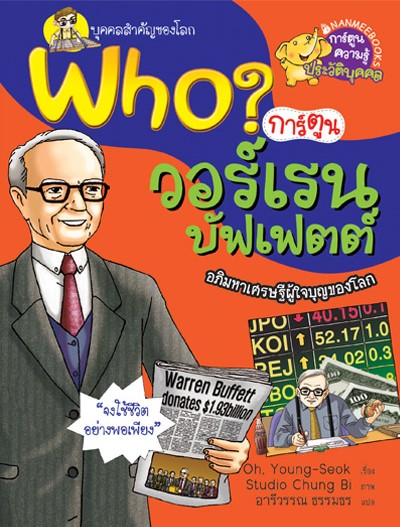 บุคคลสำคัญของโลก
NANMEEBOOKS
การ์ตูน
ความรู้
ประวัติบุคคล
Who?
การ์ตูน
วอร์เรน
บัฟเฟตต์
อภิมหาเศรษฐีผู้ใจบุญของโลก
JPO 40.15 0.1
KOI 52.17 1.0
REJ 34.02 0.3
TBO
Warren Buffett
donates $1.93billion
"จงใช้ชีวิต
อย่างพอเพียง"
100
Oh, Young-Seok เรื่อง
Studio Chung Bi ภาพ
อารีวรรณ ธรรมธร แปล